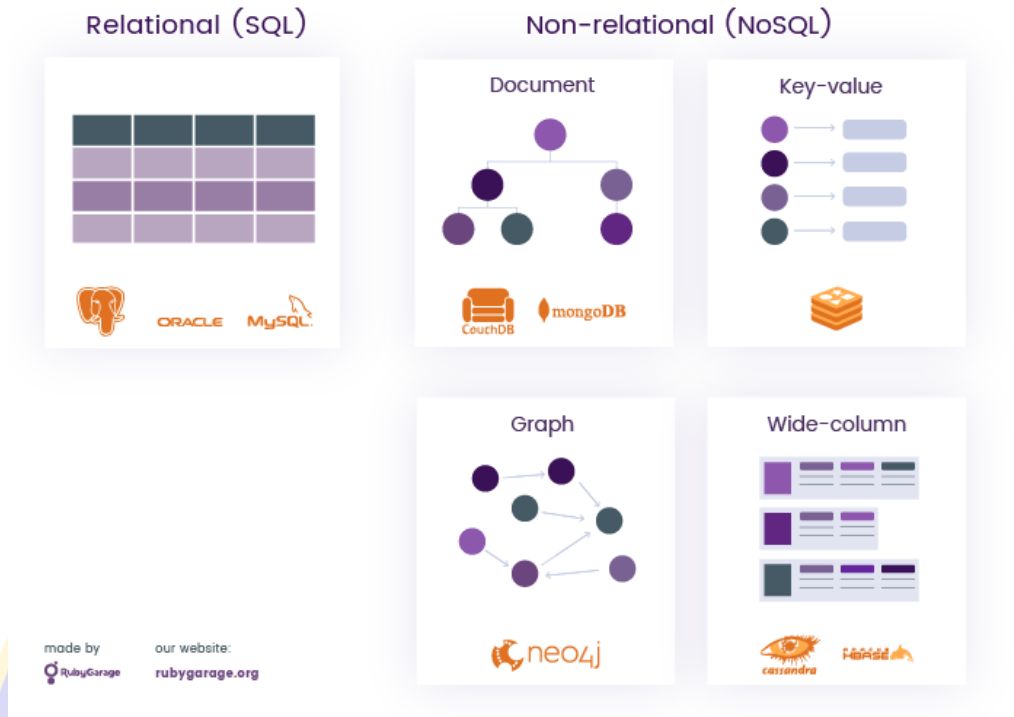 Relational (SQL)
Non-relational (NoSQL)
Document
Key-value
ORACLE
MySQL.
CouchDB
mongoDB
Graph
Wide-column
neo4j
cassandra
APACHE
HBASE
made by
our website:
RubyGarage
rubygarage.org